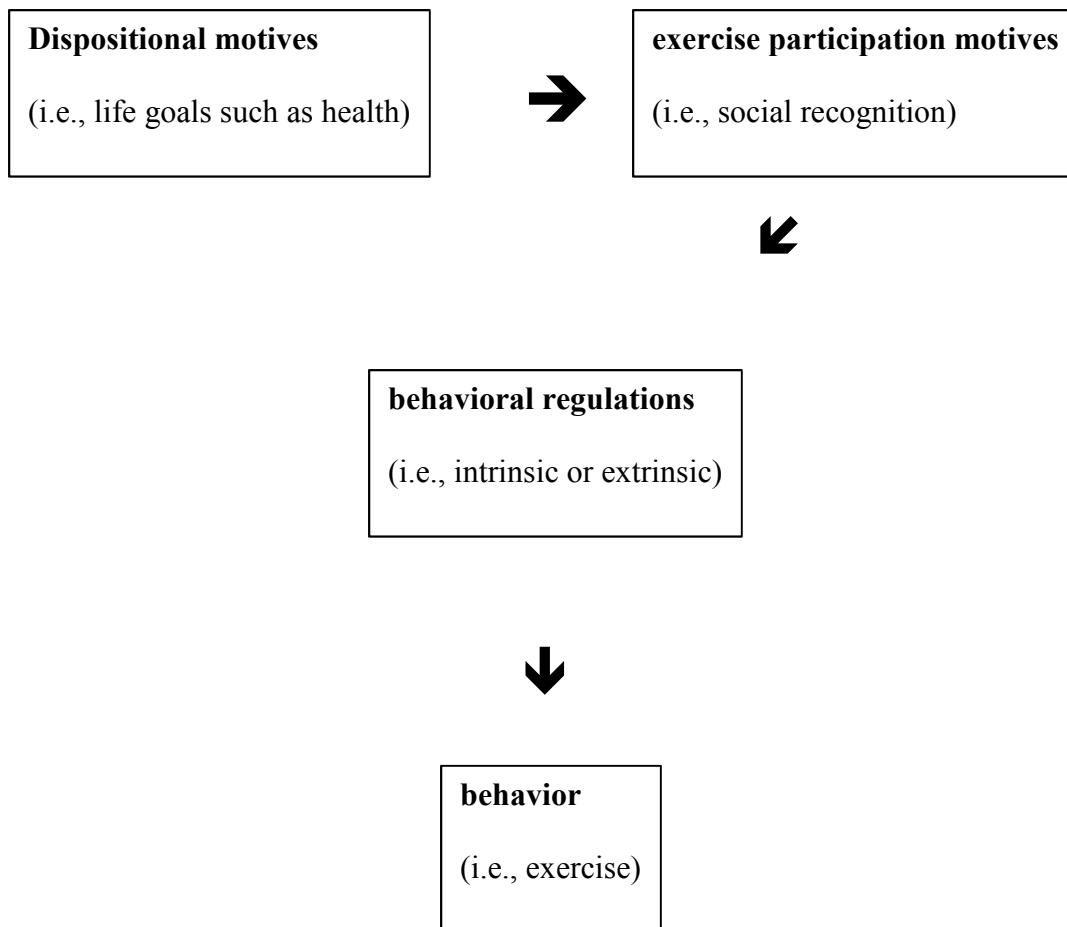 Dispositional motives
(i.e., life goals such as health)
exercise participation motives
(i.e., social recognition)
behavioral regulations
(i.e., intrinsic or extrinsic)
behavior
(i.e., exercise)